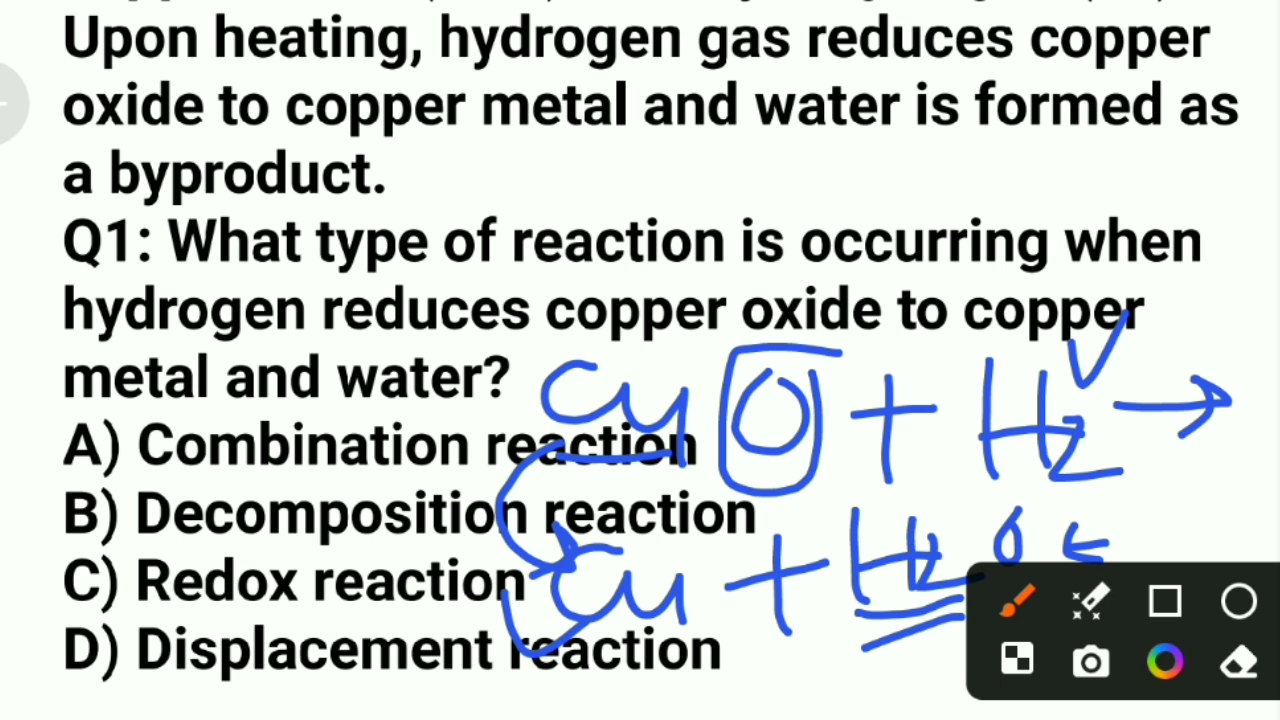 Upon heating, hydrogen gas reduces copper
oxide to copper metal and water is formed as
a byproduct.
Q1: What type of reaction is occurring when
hydrogen reduces copper oxide to copper
metal and water?
CuO + H2 →
A) Combination reaction
B) Decomposition reaction
Cu + H2O
C) Redox reaction
D) Displacement reaction